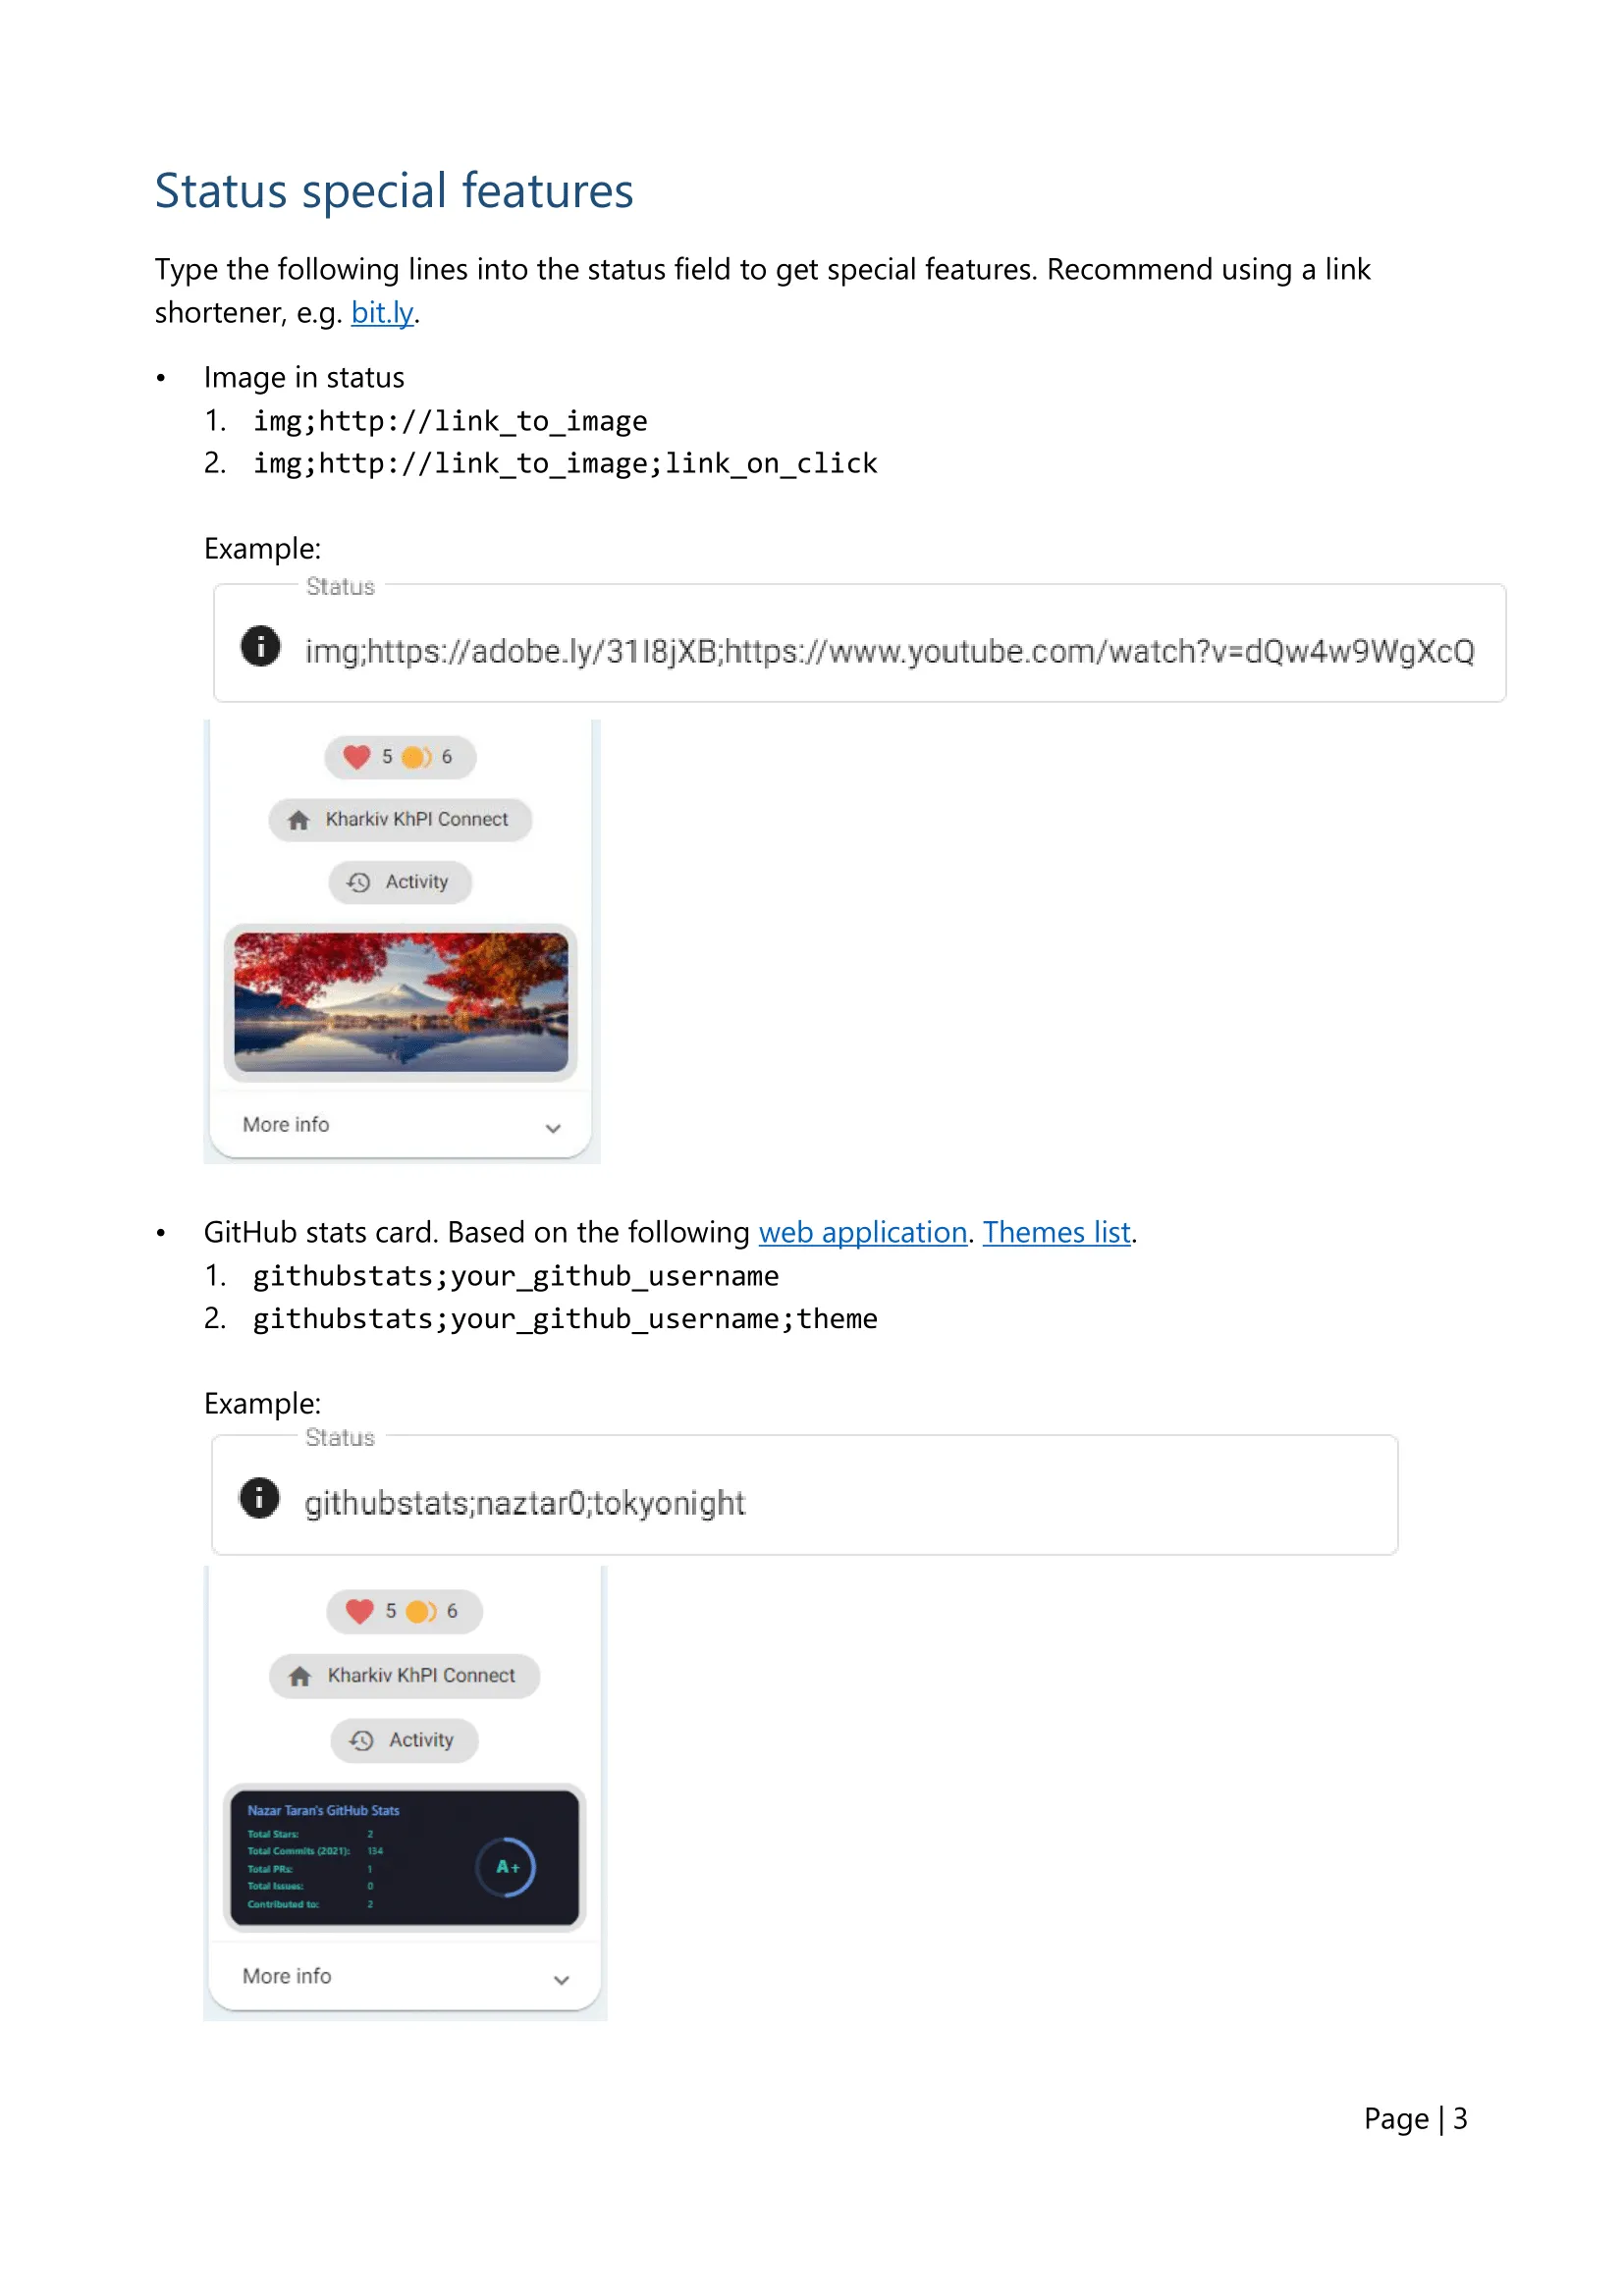 Status special features
Type the following lines into the status field to get special features. Recommend using a link
shortener, e.g. bit.ly.
• Image in status
1. img;http://link_to_image
2. img;http://link_to_image;link_on_click
Example:
Status
img;https://adobe.ly/31I8jXB;https://www.youtube.com/watch?v=dQw4w9WgXcQ
5 6
Kharkiv KhPI Connect
Activity
More info
• GitHub stats card. Based on the following web application. Themes list.
1. githubstats;your_github_username
2. githubstats;your_github_username;theme
Example:
Status
githubstats;naztar0;tokyonight
5 6
Kharkiv KhPI Connect
Activity
Nazar Taran's GitHub Stats
Total Stars: 2
Total Commits (2021): 134
Total PRs: 1
Total Issues: 0
Contributed to: 2
A+
More info
Page | 3